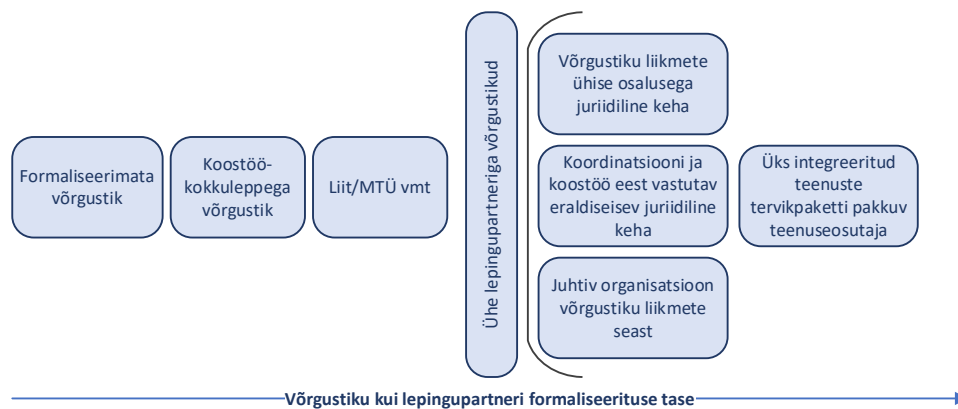 Formaliseerimata
võrgustik
Koostöö-
kokkuleppega
võrgustik
Liit/MTÜ vmt
Ühe lepingupartneriga võrgustikud
Võrgustiku liikmete
ühise osalusega
juriidiline keha
Koordinatsiooni ja
koostöö eest vastutav
eraldiseisev juriidiline
keha
Juhtiv organisatsioon
võrgustiku liikmete
seast
Üks integreeritud
teenuste
tervikpaketti pakkuv
teenuseosutaja
Võrgustiku kui lepingupartneri formaliseerituse tase